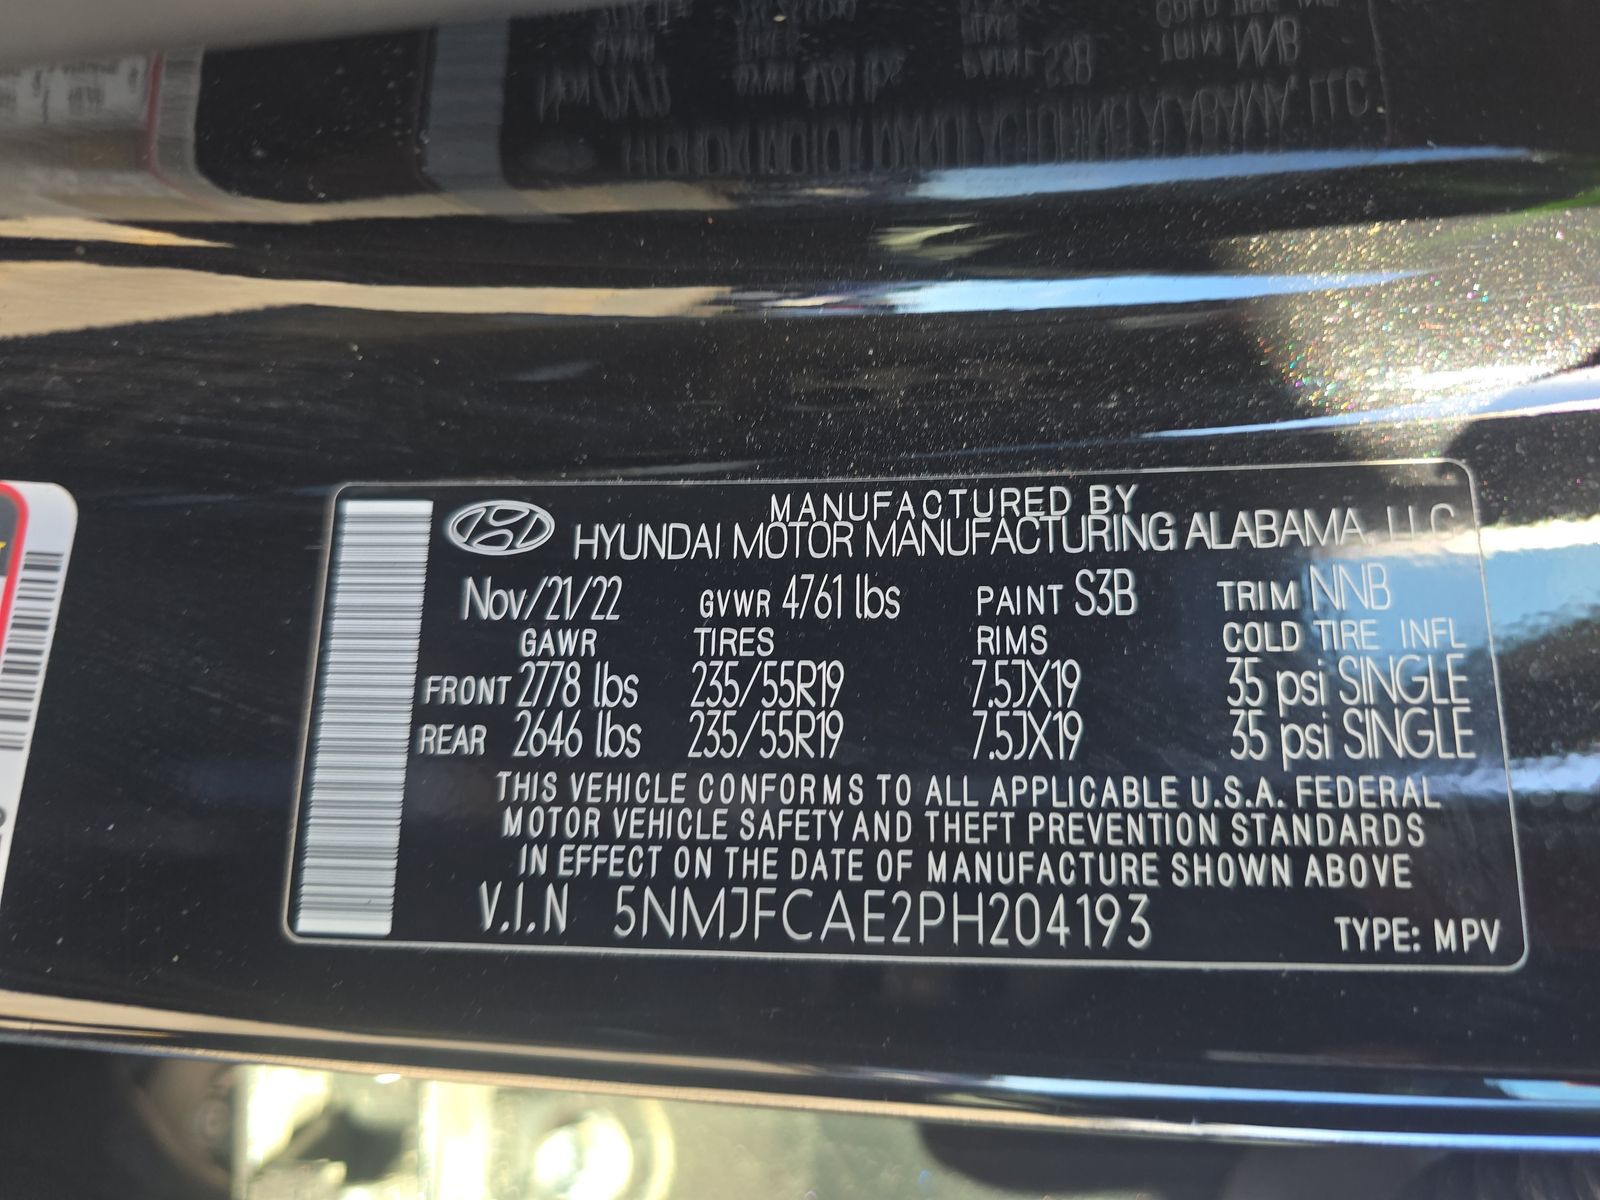 MANUFACTURED BY
HYUNDAI MOTOR MANUFACTURING ALABAMA, LLC
Nov/21/22 GVWR 4761 lbs PAINT S3B TRIM NNB
GAWR TIRES RIMS COLD TIRE INFL
FRONT 2778 lbs 235/55R19 7.5JX19 35 psi SINGLE
REAR 2646 lbs 235/55R19 7.5JX19 35 psi SINGLE
THIS VEHICLE CONFORMS TO ALL APPLICABLE U.S.A. FEDERAL
MOTOR VEHICLE SAFETY AND THEFT PREVENTION STANDARDS
IN EFFECT ON THE DATE OF MANUFACTURE SHOWN ABOVE
V.I.N 5NMJFCAE2PH204193 TYPE: MPV